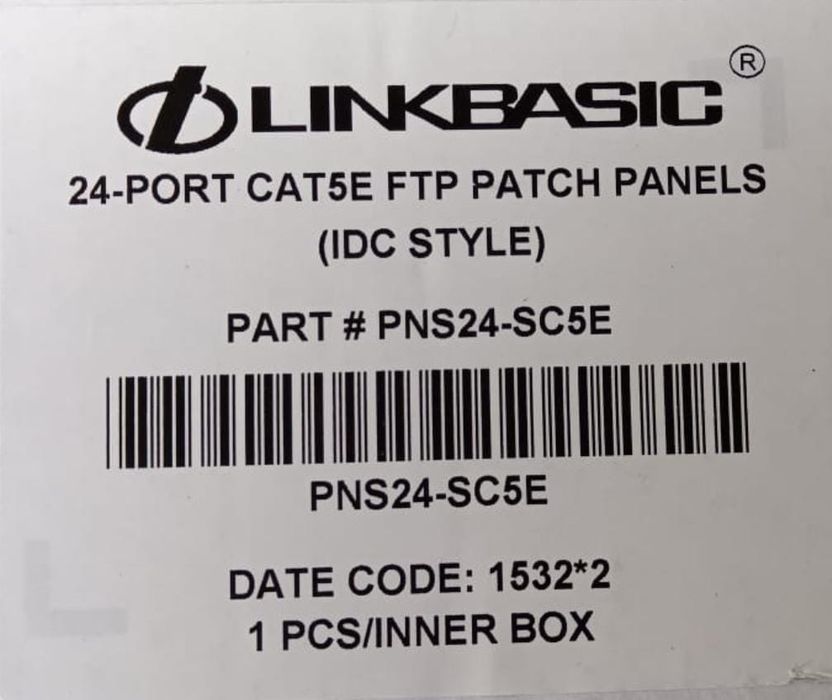 LINKBASIC®
24-PORT CAT5E FTP PATCH PANELS
(IDC STYLE)
PART # PNS24-SC5E
PNS24-SC5E
DATE CODE: 1532*2
1 PCS/INNER BOX